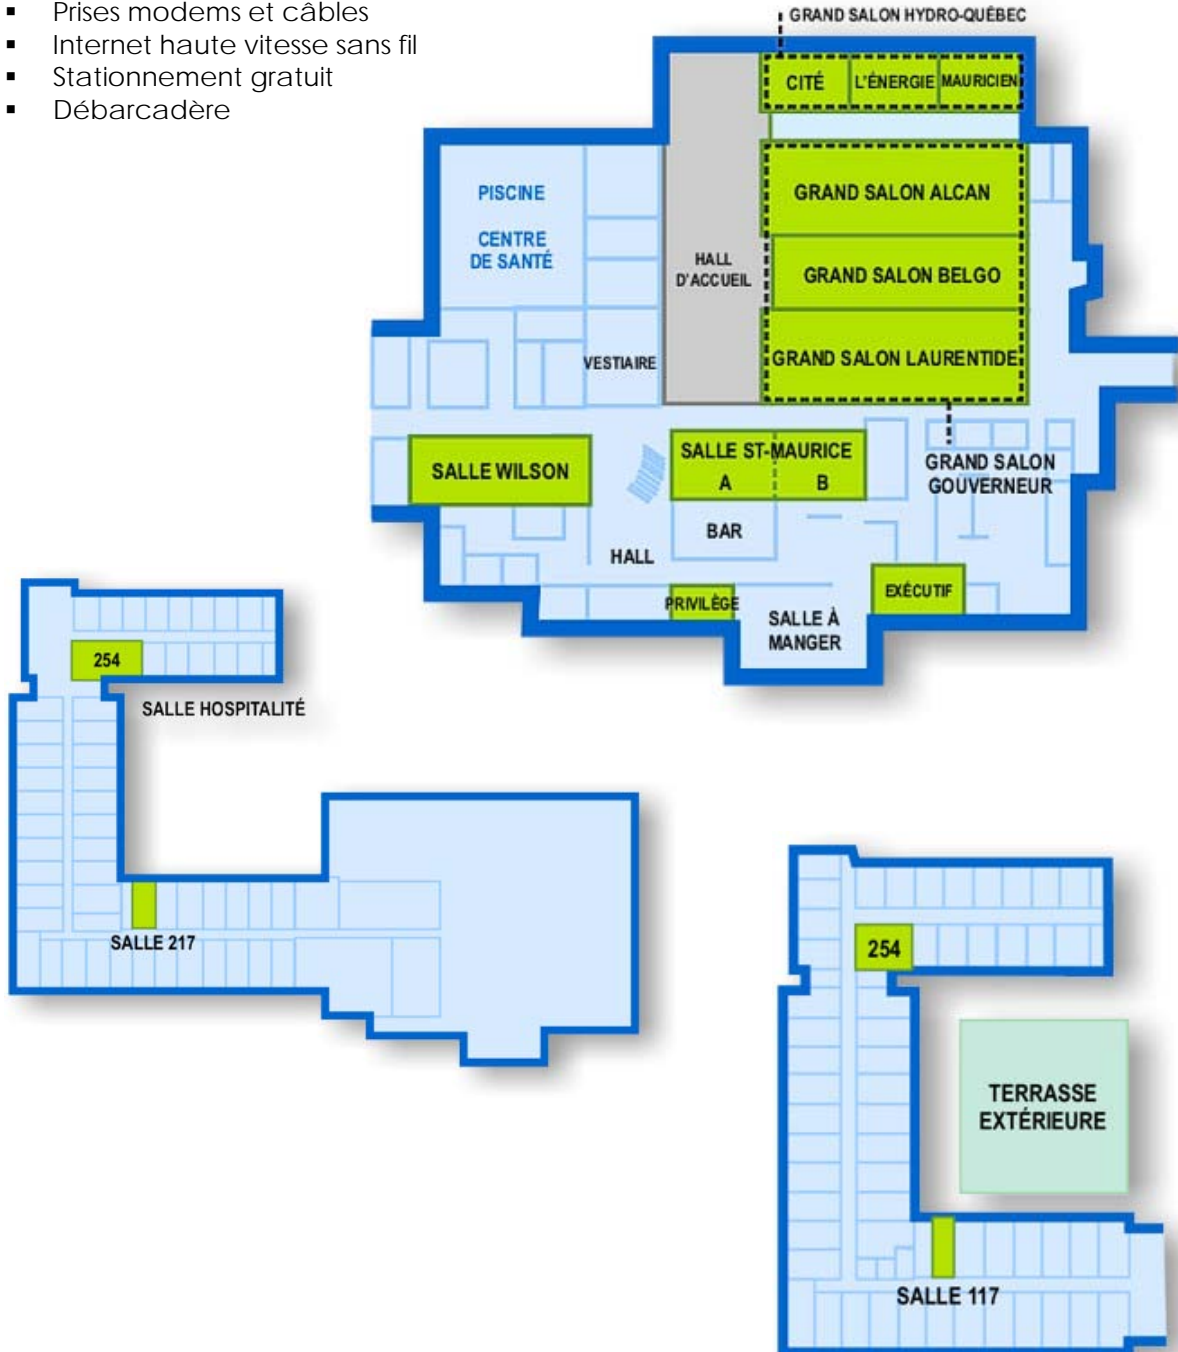 ▪ Prises modems et câbles
▪ Internet haute vitesse sans fil
▪ Stationnement gratuit
▪ Débarcadère
GRAND SALON HYDRO-QUÉBEC
CITÉ
L'ÉNERGIE
MAURICIEN
GRAND SALON ALCAN
PISCINE
CENTRE
DE SANTÉ
HALL
D'ACCUEIL
GRAND SALON BELGO
VESTIAIRE
GRAND SALON LAURENTIDE
SALLE WILSON
SALLE ST-MAURICE
A
B
GRAND SALON
GOUVERNEUR
BAR
HALL
PRIVILÈGE
EXÉCUTIF
SALLE À
MANGER
254
SALLE HOSPITALITÉ
SALLE 217
254
TERRASSE
EXTÉRIEURE
SALLE 117